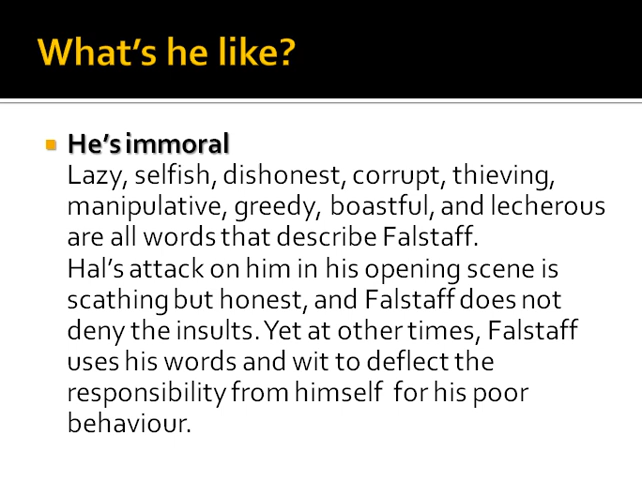 What's he like?
He's immoral
Lazy, selfish, dishonest, corrupt, thieving,
manipulative, greedy, boastful, and lecherous
are all words that describe Falstaff.
Hal's attack on him in his opening scene is
scathing but honest, and Falstaff does not
deny the insults. Yet at other times, Falstaff
uses his words and wit to deflect the
responsibility from himself for his poor
behaviour.